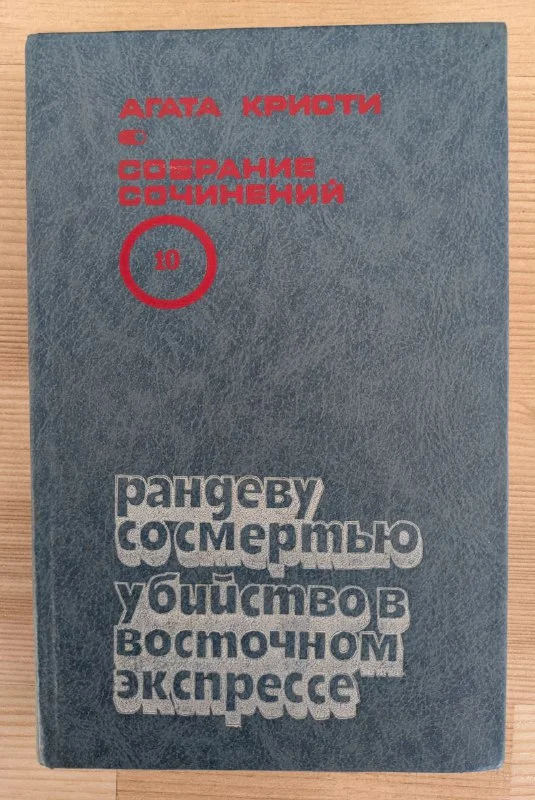 АГАТА КРИСТИ
СОБРАНИЕ
СОЧИНЕНИЙ
10
рандеву
со смертью
убийство в
восточном
экспрессе